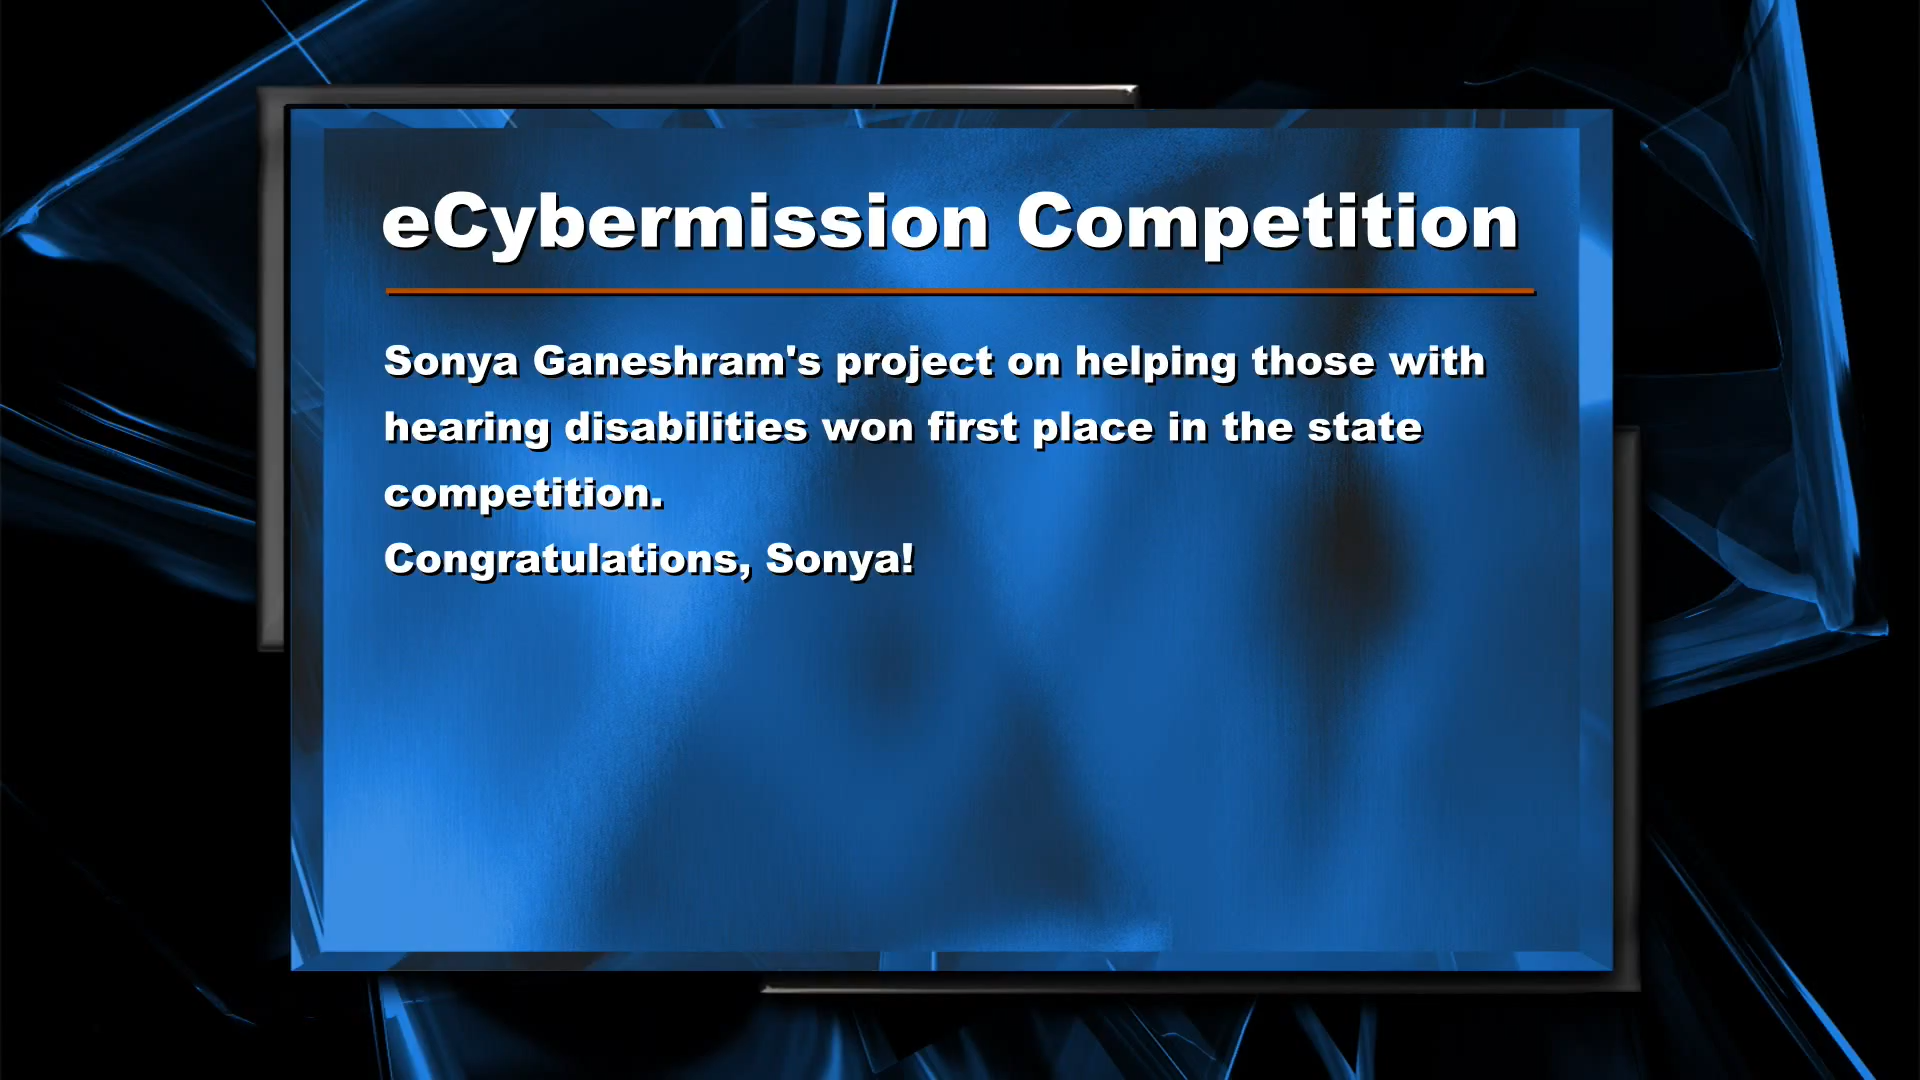 eCybermission Competition
Sonya Ganeshram's project on helping those with
hearing disabilities won first place in the state
competition.
Congratulations, Sonya!